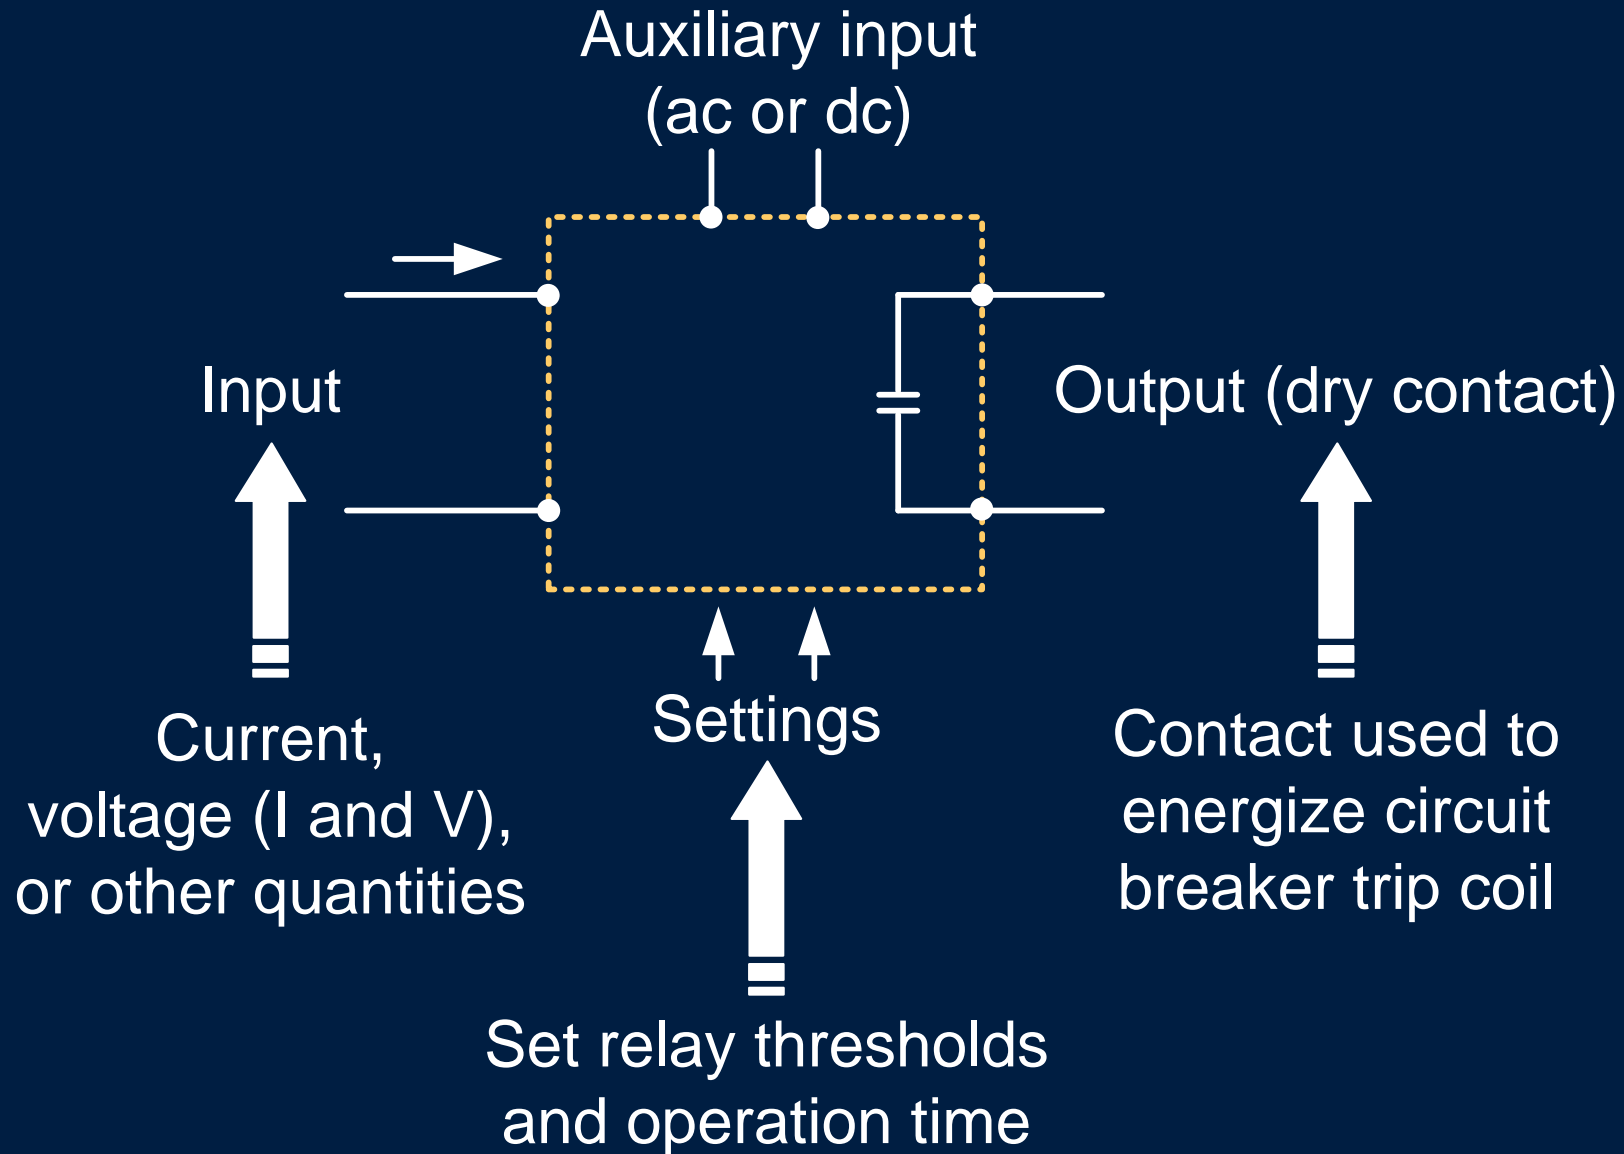 Auxiliary input
(ac or dc)
Input
Output (dry contact)
Current,
voltage (I and V),
or other quantities
Settings
Contact used to
energize circuit
breaker trip coil
Set relay thresholds
and operation time